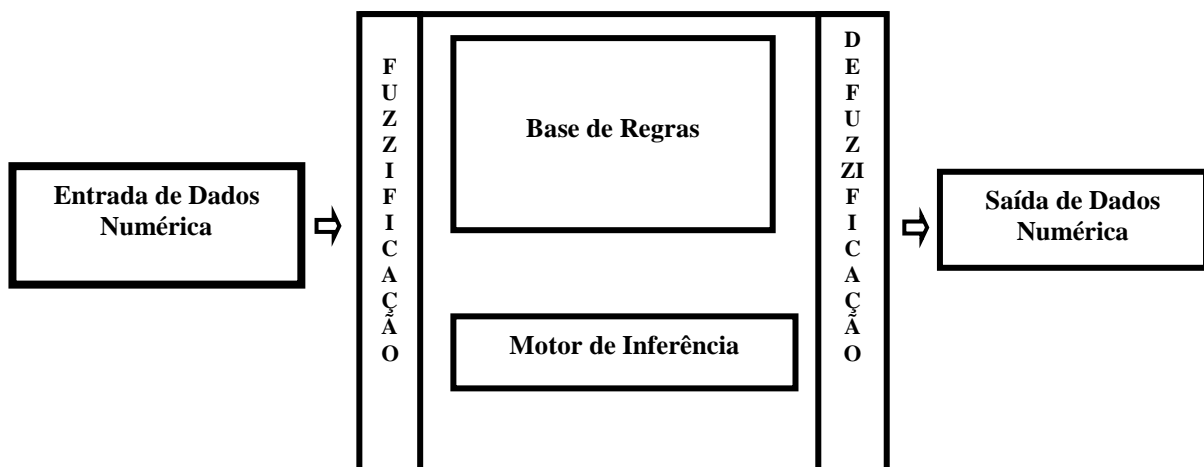 Entrada de Dados
Numérica
F
U
Z
Z
I
F
I
C
A
Ç
Ã
O
Base de Regras
Motor de Inferência
D
E
F
U
Z
ZI
F
I
C
A
Ç
Ã
O
Saída de Dados
Numérica